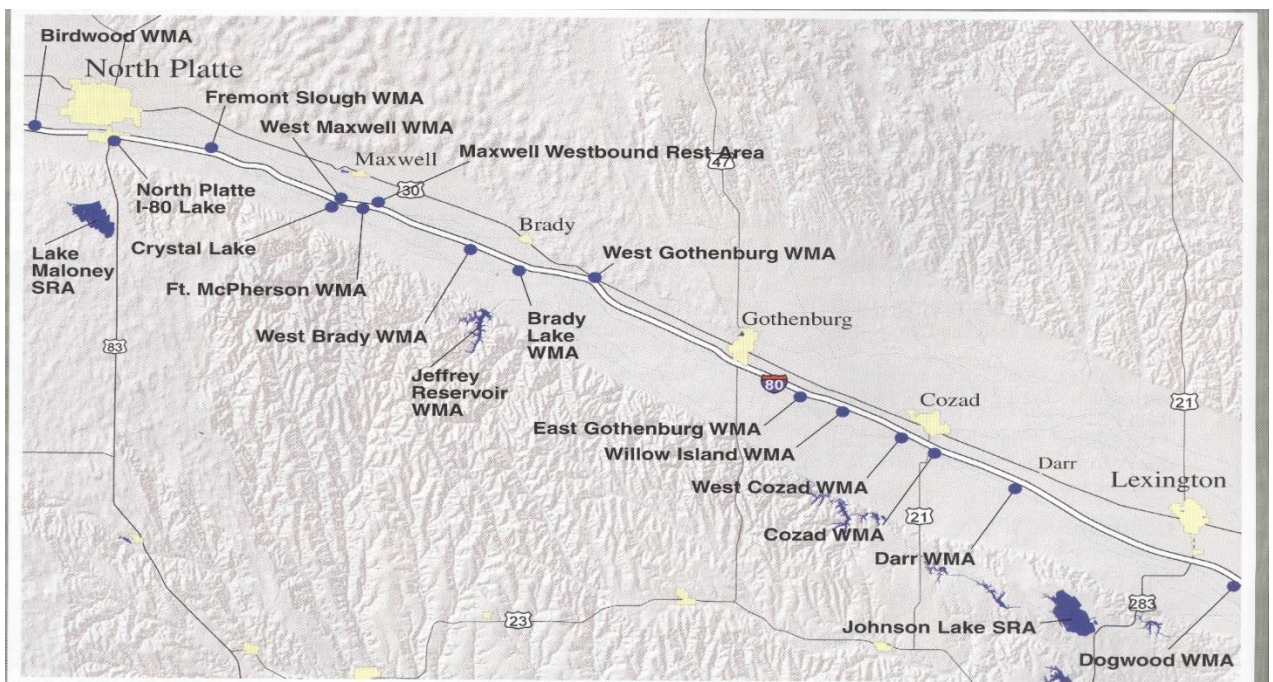 Birdwood WMA
North Platte
Fremont Slough WMA
West Maxwell WMA
Maxwell
Maxwell Westbound Rest Area
47
30
North Platte
I-80 Lake
Lake
Maloney
SRA
Crystal Lake
Ft. McPherson WMA
Brady
West Gothenburg WMA
West Brady WMA
Brady
Lake
WMA
Gothenburg
83
Jeffrey
Reservoir
WMA
80
21
East Gothenburg WMA
Cozad
Willow Island WMA
West Cozad WMA
Darr
Lexington
Cozad WMA
21
Darr WMA
23
Johnson Lake SRA
283
Dogwood WMA